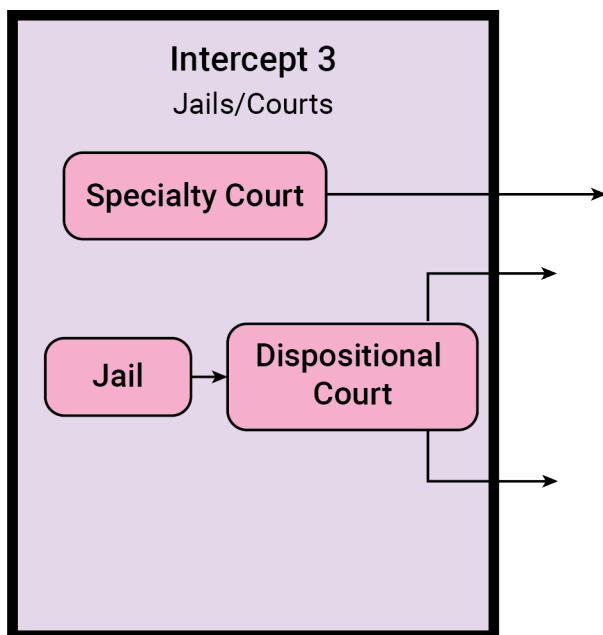 Intercept 3
Jails/Courts
Specialty Court
Jail
Dispositional
Court